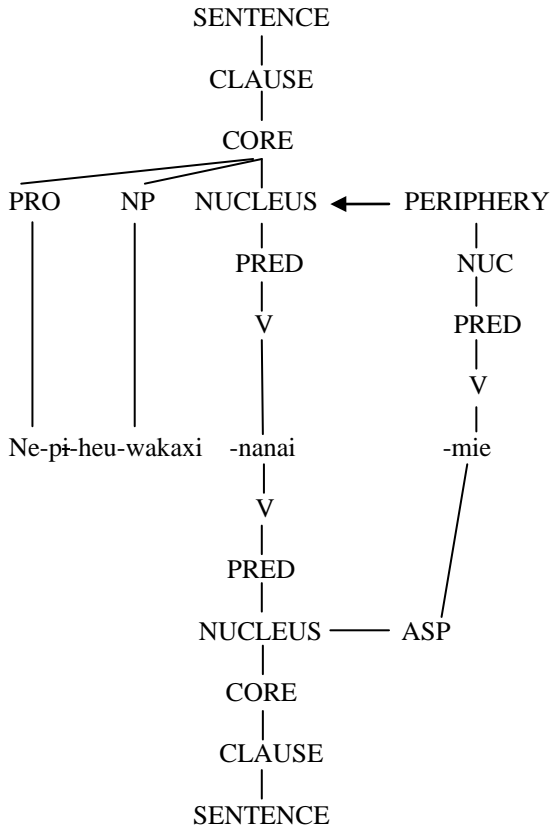 SENTENCE
CLAUSE
CORE
PRO NP NUCLEUS PERIPHERY
PRED NUC
V PRED
V
Ne-pɨ-heu-wakaxi -nanai -mie
V
PRED
NUCLEUS ASP
CORE
CLAUSE
SENTENCE